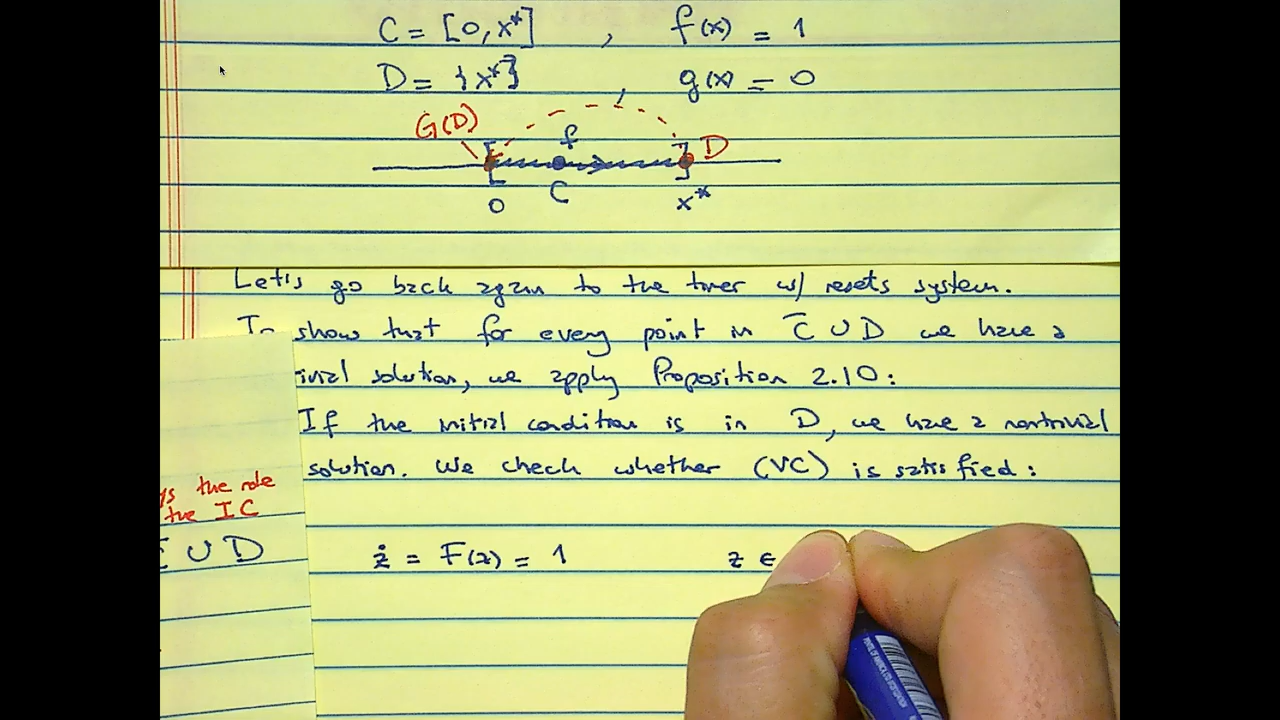 C = [0, x*] , f(x) = 1
D = {x*} , g(x) = 0
G(D) f D
0 C x*
Let's go back again to the timer w/ resets system.
To show that for every point in C̄ ∪ D we have a
ivial solution, we apply Proposition 2.10:
If the initial condition is in D, we have a nontrivial
solution. We check whether (VC) is satisfied:
ys the role
the IC
∪ D
ż = F(z) = 1 z ∈